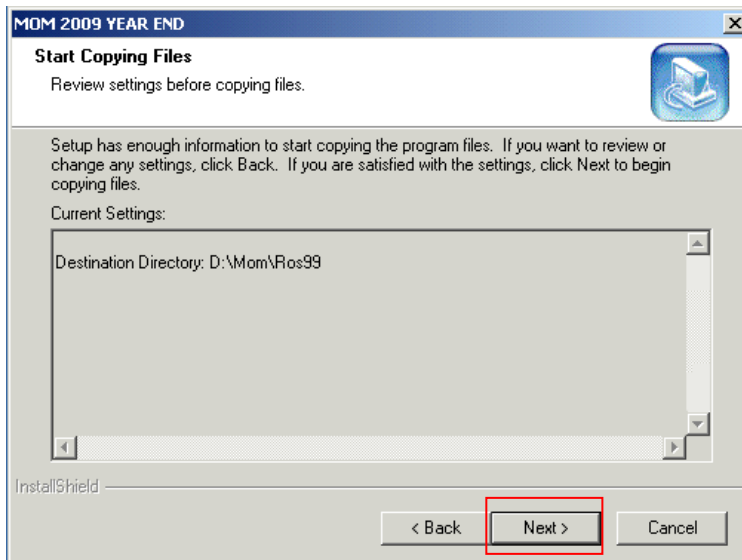 MOM 2009 YEAR END
Start Copying Files
Review settings before copying files.
Setup has enough information to start copying the program files.  If you want to review or
change any settings, click Back.  If you are satisfied with the settings, click Next to begin
copying files.
Current Settings:
Destination Directory: D:\Mom\Ros99
InstallShield
< Back
Next >
Cancel